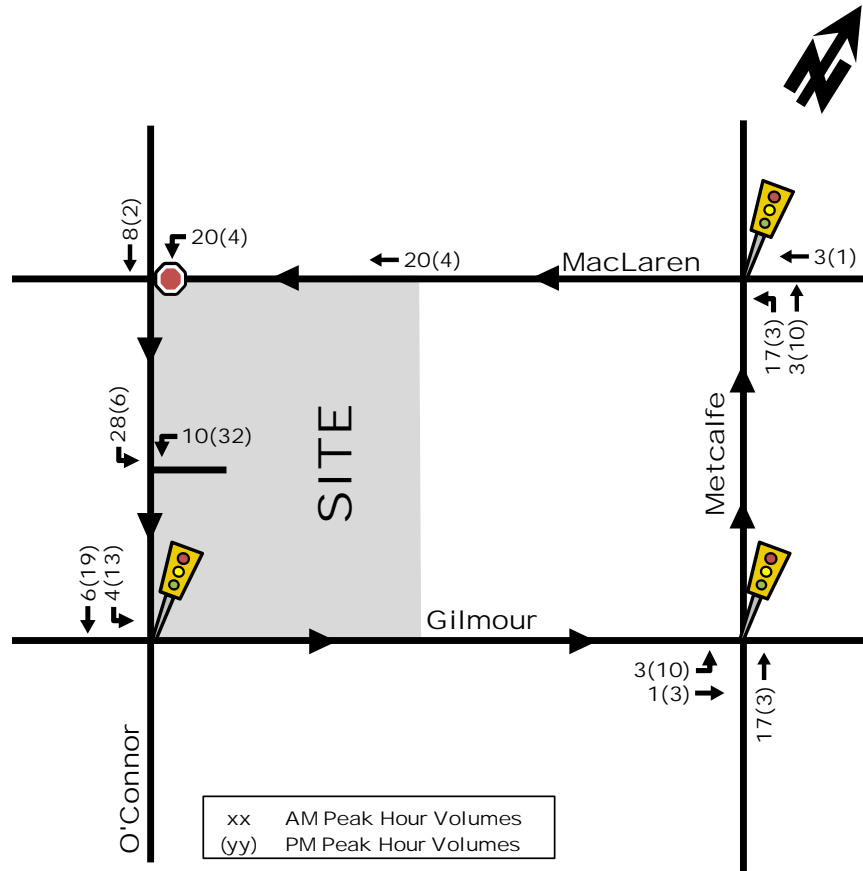 N
8(2)
20(4)
20(4)
MacLaren
3(1)
17(3)
3(10)
28(6)
10(32)
SITE
Metcalfe
6(19)
4(13)
Gilmour
3(10)
1(3)
17(3)
O'Connor
xx AM Peak Hour Volumes
(yy) PM Peak Hour Volumes